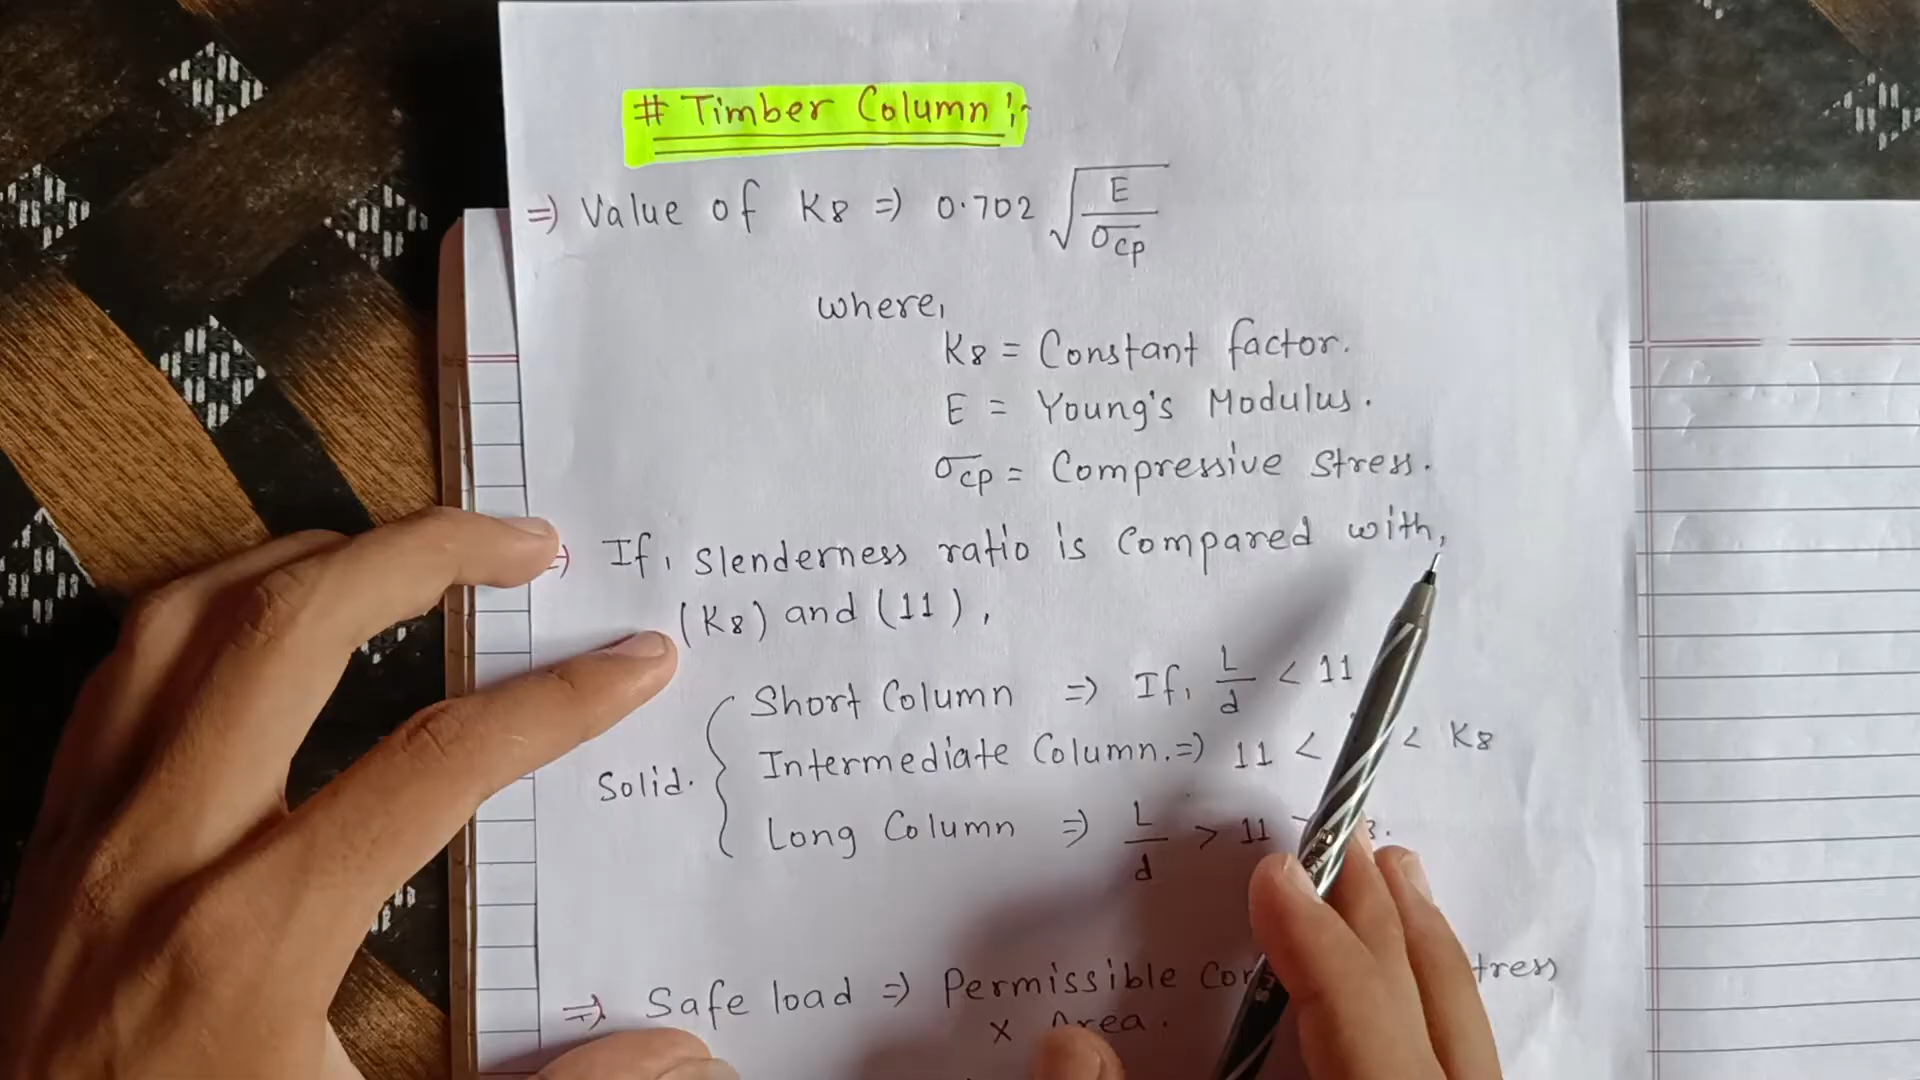 # Timber Column :-
=> Value of K8 => 0.702 √(E/σcp)
where,
K8 = Constant factor.
E = Young's Modulus.
σcp = Compressive Stress.
=> If, Slenderness ratio is Compared with,
(K8) and (11),
Short Column => If, L/d < 11
Solid. Intermediate Column. => 11 < < K8
Long Column => L/d > 11
=> Safe load => Permissible
x Area.